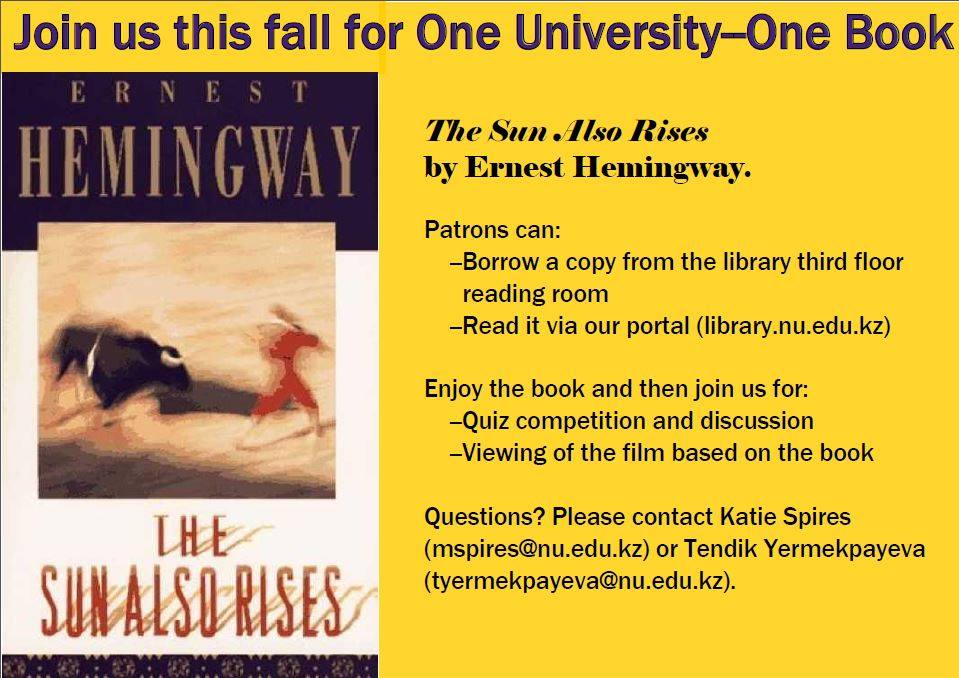 Join us this fall for One University--One Book
ERNEST
HEMINGWAY
THE
SUN ALSO RISES
The Sun Also Rises
by Ernest Hemingway.
Patrons can:
--Borrow a copy from the library third floor
reading room
--Read it via our portal (library.nu.edu.kz)
Enjoy the book and then join us for:
--Quiz competition and discussion
--Viewing of the film based on the book
Questions? Please contact Katie Spires
(mspires@nu.edu.kz) or Tendik Yermekpayeva
(tyermekpayeva@nu.edu.kz).